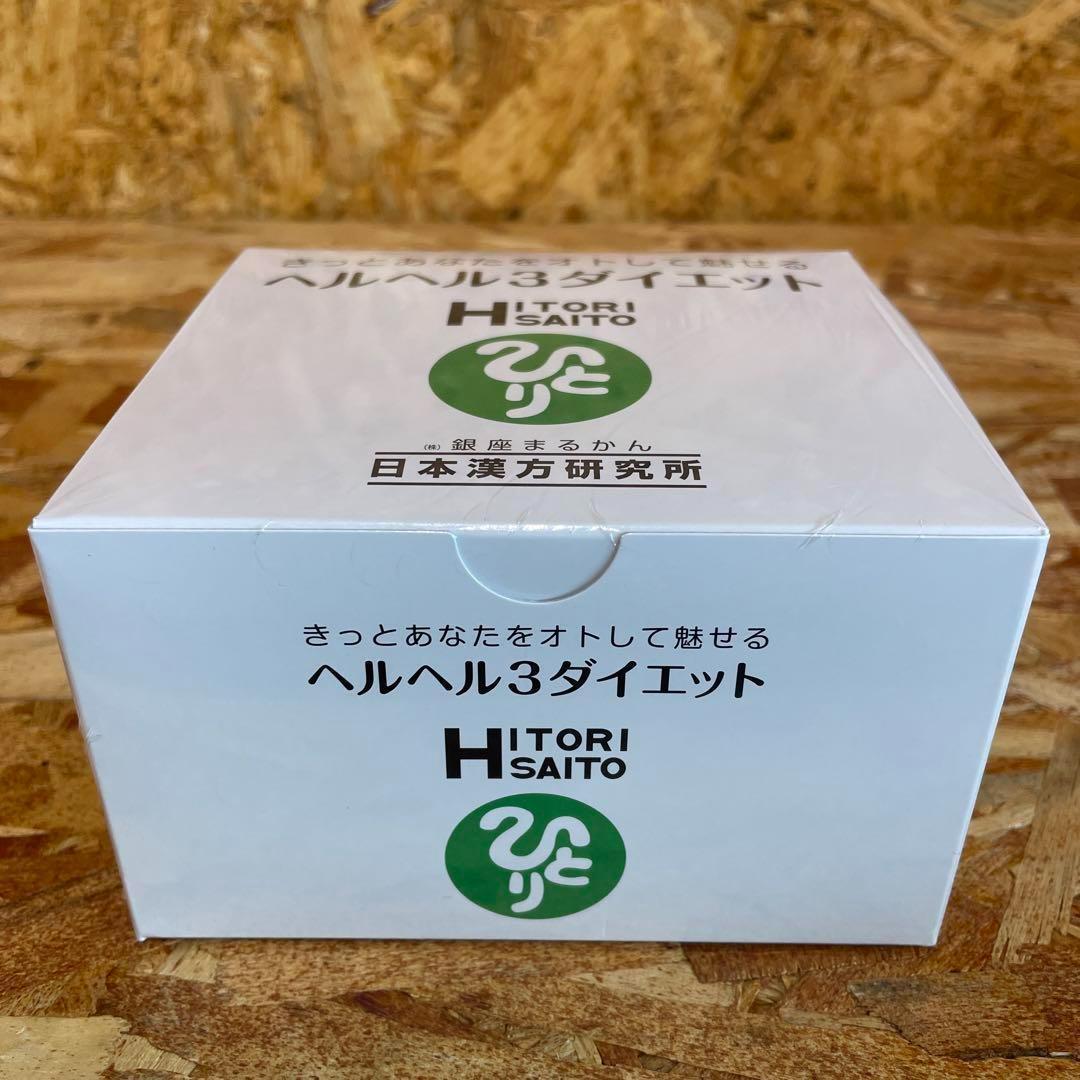 きっとあなたをオトして魅せる
ヘルヘル3ダイエット
HITORI
SAITO
ひとり
(株)銀座まるかん
日本漢方研究所
きっとあなたをオトして魅せる
ヘルヘル3ダイエット
HITORI
SAITO
ひとり